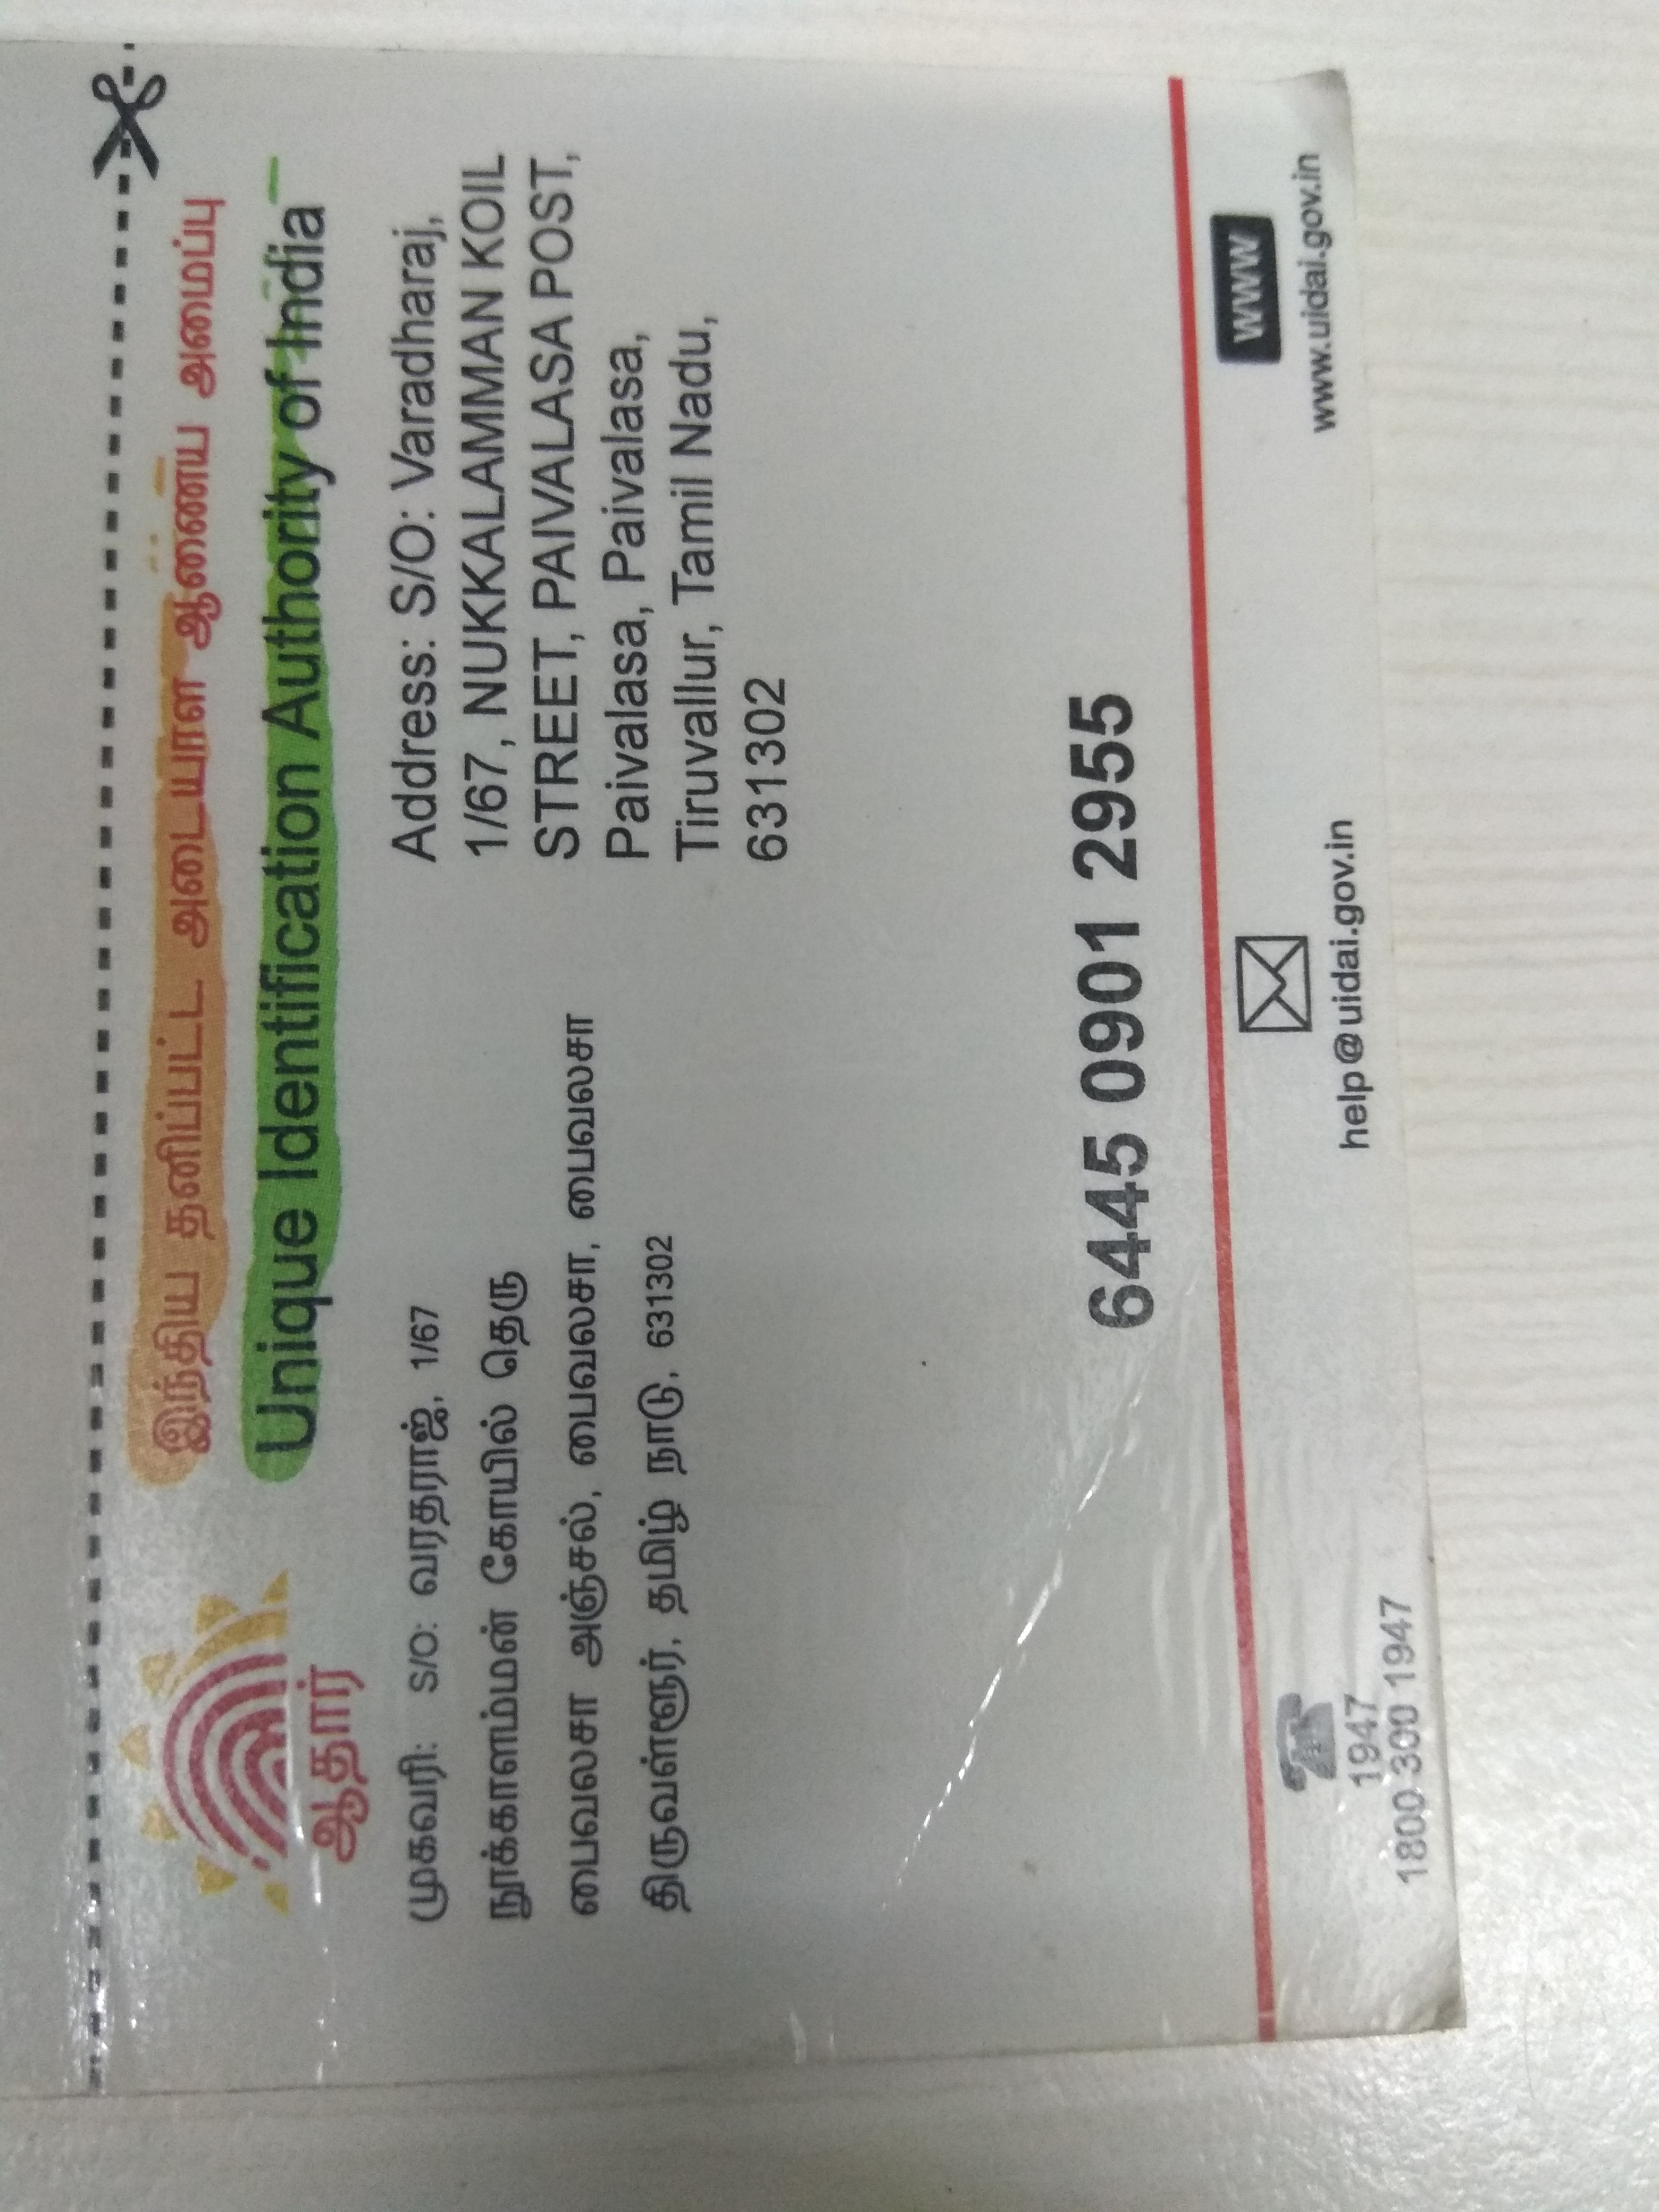 இந்திய தனிப்பட்ட அடையாள ஆணைய அமைப்பு
Unique Identification Authority of India
ஆதார்
முகவரி: S/O: வரதராஜ், 1/67
நூக்காளம்மன் கோயில் தெரு
பைவலசா அஞ்சல், பைவலசா, பைவலசா
திருவள்ளூர், தமிழ் நாடு, 631302
Address: S/O: Varadharaj,
1/67, NUKKALAMMAN KOIL
STREET, PAIVALASA POST,
Paivalasa, Paivalasa,
Tiruvallur, Tamil Nadu,
631302
6445 0901 2955
1947
1800 300 1947
help@uidai.gov.in
WWW
www.uidai.gov.in